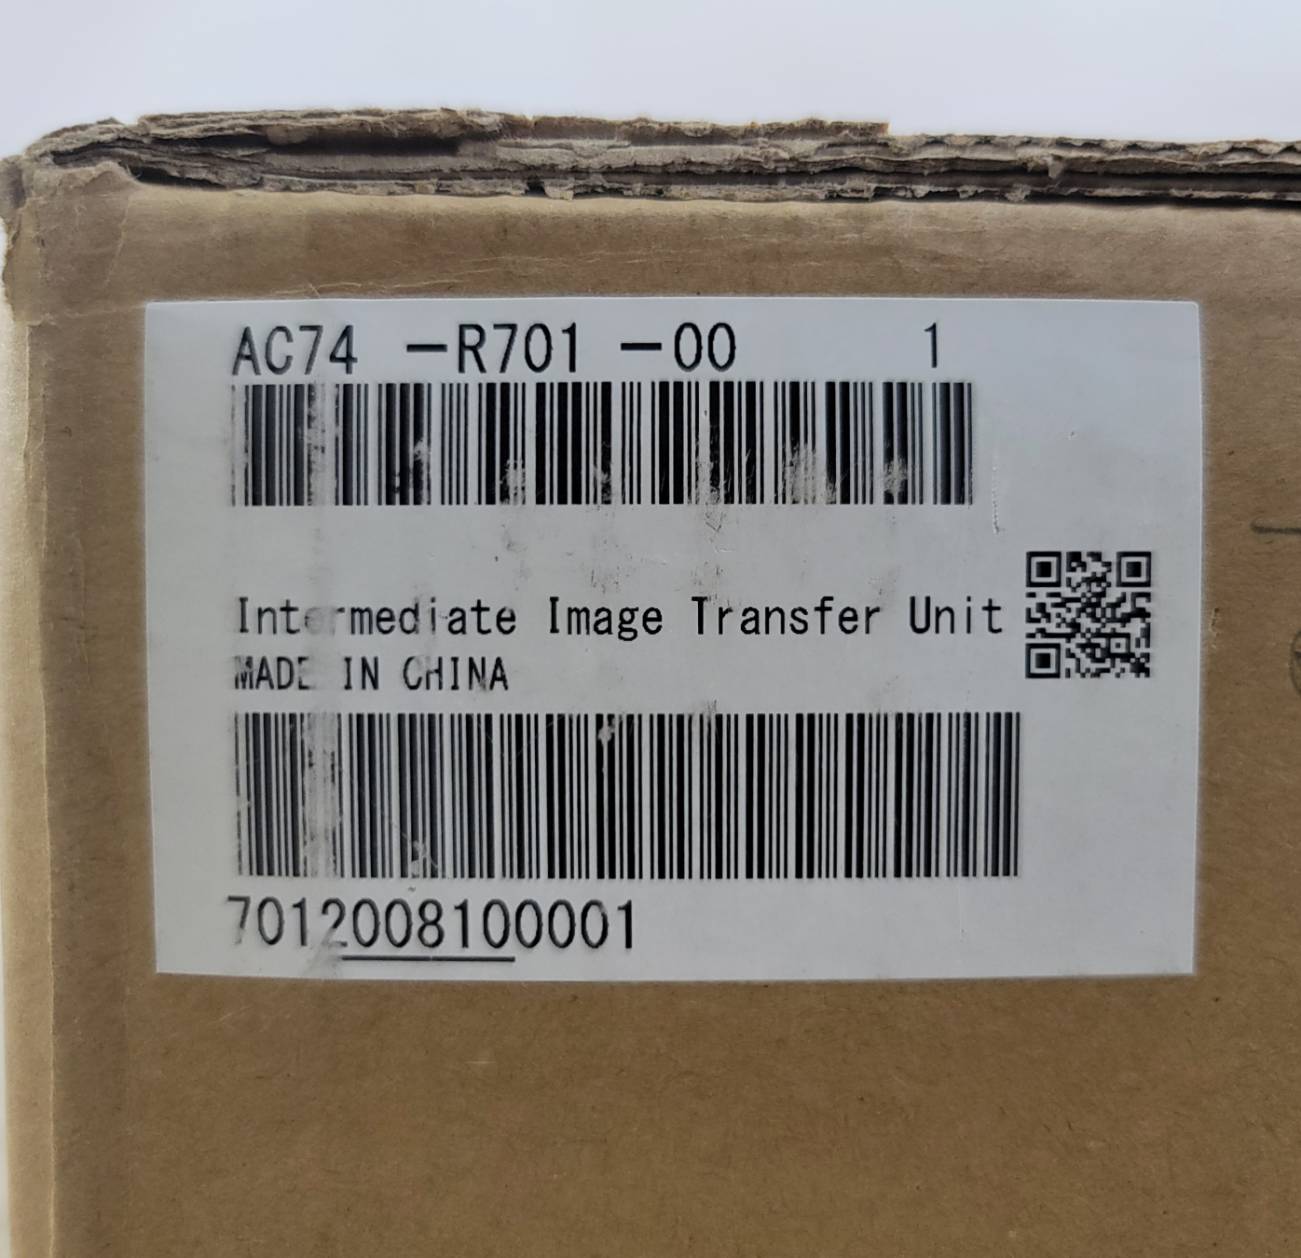 AC74 -R701 -00 1
Intermediate Image Transfer Unit
MADE IN CHINA
7012008100001